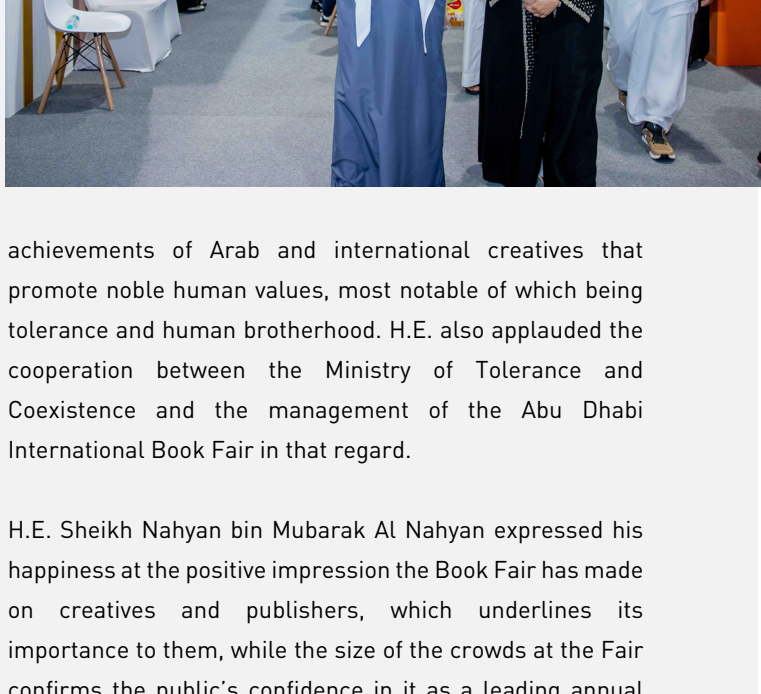 achievements of Arab and international creatives that
promote noble human values, most notable of which being
tolerance and human brotherhood. H.E. also applauded the
cooperation between the Ministry of Tolerance and
Coexistence and the management of the Abu Dhabi
International Book Fair in that regard.
H.E. Sheikh Nahyan bin Mubarak Al Nahyan expressed his
happiness at the positive impression the Book Fair has made
on creatives and publishers, which underlines its
importance to them, while the size of the crowds at the Fair
confirms the public's confidence in it as a leading annual